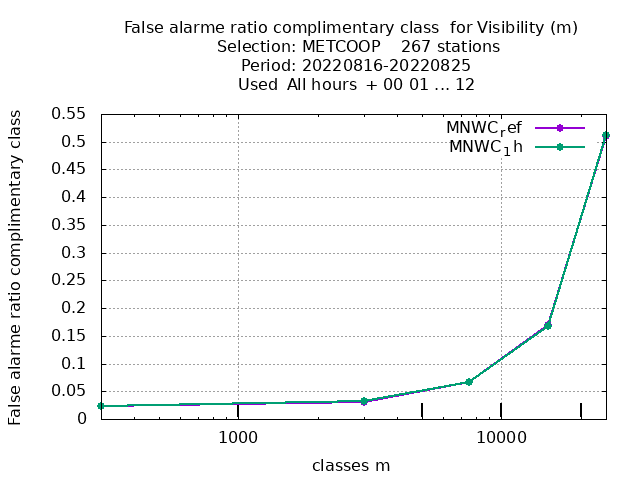 False alarme ratio complimentary class  for Visibility (m)
Selection: METCOOP    267 stations
Period: 20220816-20220825
Used  All hours  + 00 01 ... 12
False alarme ratio complimentary class
0.55
0.5
0.45
0.4
0.35
0.3
0.25
0.2
0.15
0.1
0.05
0
MNWC_ref
MNWC_1h
1000
10000
classes m